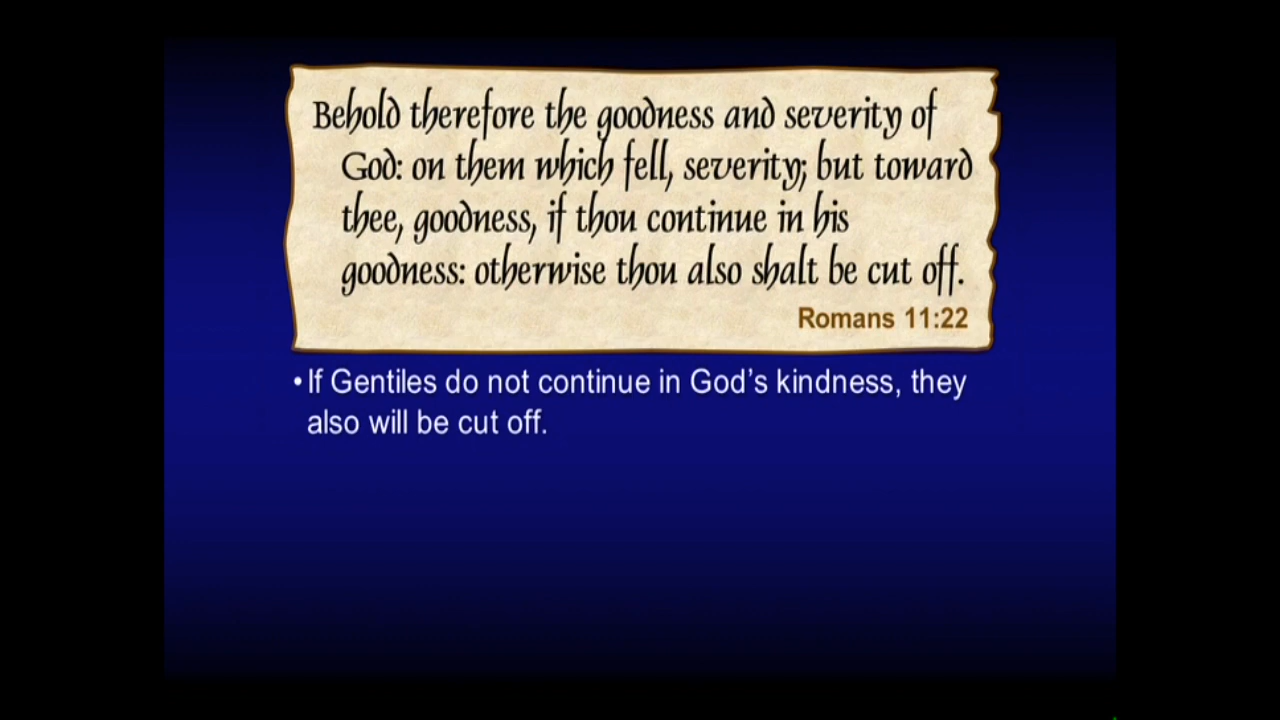 Behold therefore the goodness and severity of
God: on them which fell, severity; but toward
thee, goodness, if thou continue in his
goodness: otherwise thou also shalt be cut off.
Romans 11:22
• If Gentiles do not continue in God’s kindness, they
also will be cut off.